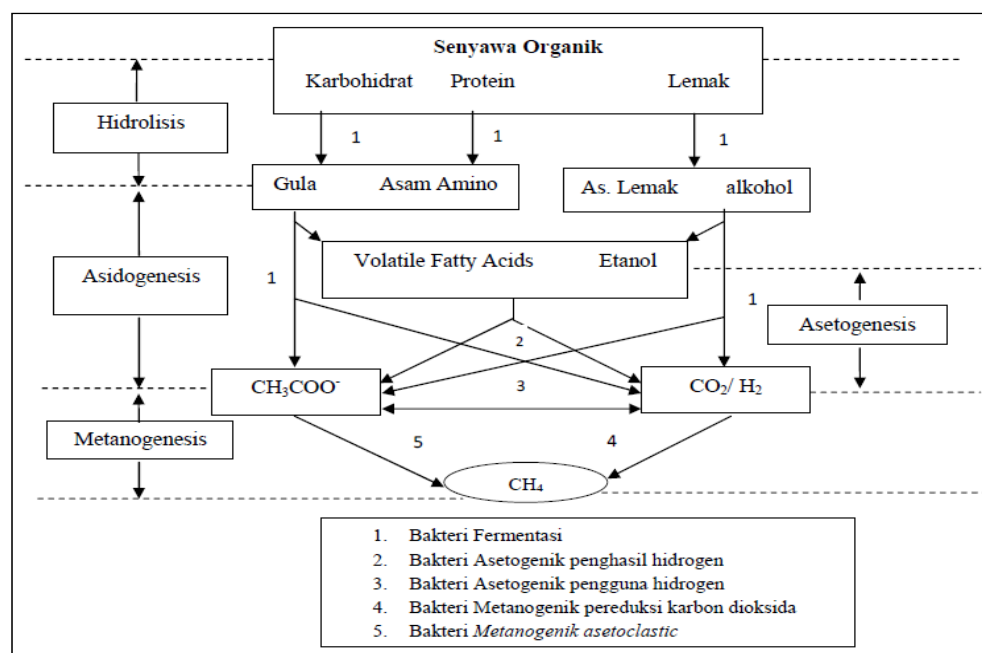 Senyawa Organik
Karbohidrat Protein Lemak
Hidrolisis
1 1 1
Gula Asam Amino
As. Lemak alkohol
Volatile Fatty Acids Etanol
Asidogenesis
1
1
Asetogenesis
2
CH₃COO⁻
3
CO₂/ H₂
Metanogenesis
5
4
CH₄
1. Bakteri Fermentasi
2. Bakteri Asetogenik penghasil hidrogen
3. Bakteri Asetogenik pengguna hidrogen
4. Bakteri Metanogenik pereduksi karbon dioksida
5. Bakteri Metanogenik asetoclastic